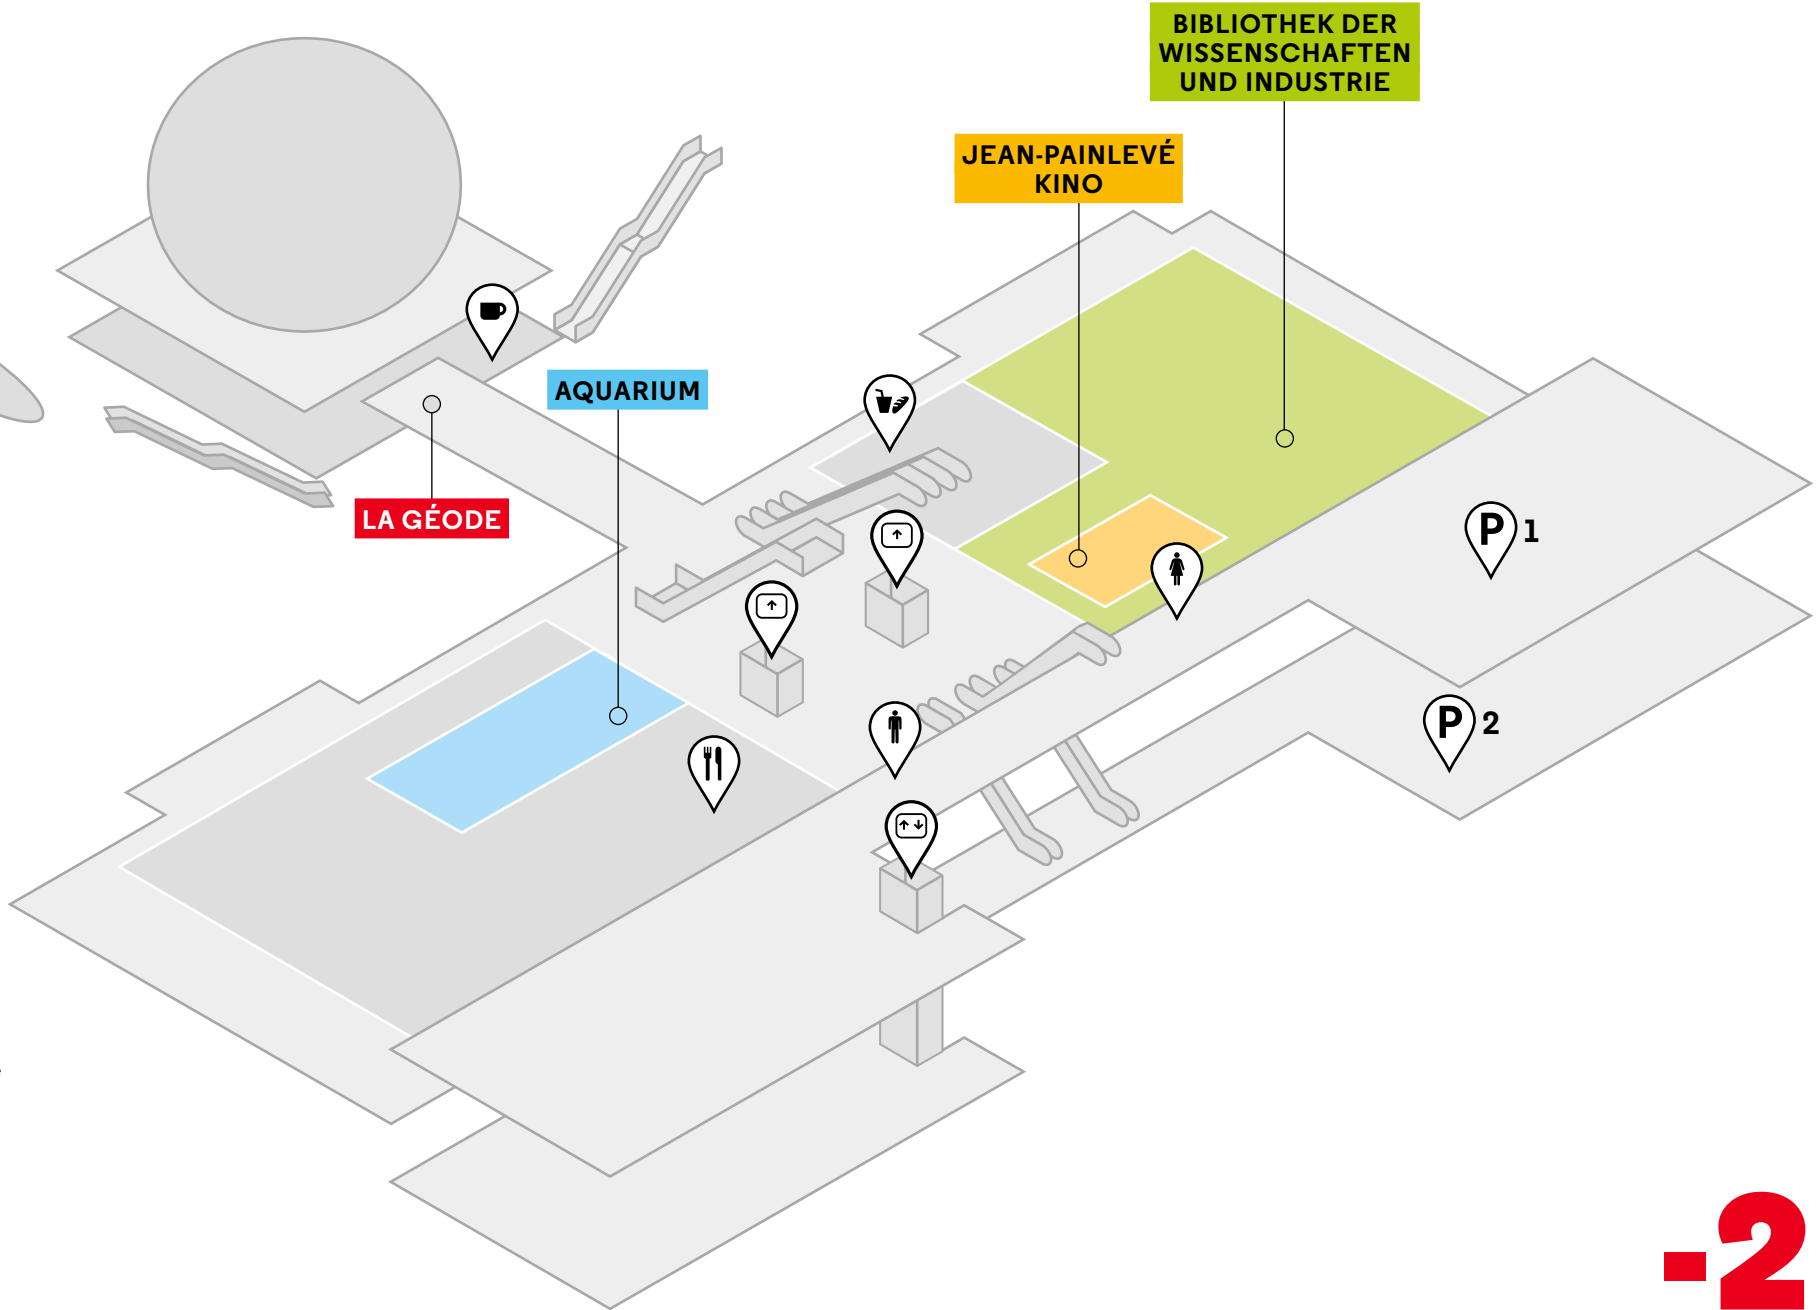 BIBLIOTHEK DER
WISSENSCHAFTEN
UND INDUSTRIE
JEAN-PAINLEVÉ
KINO
AQUARIUM
LA GÉODE
P 1
P 2
-2